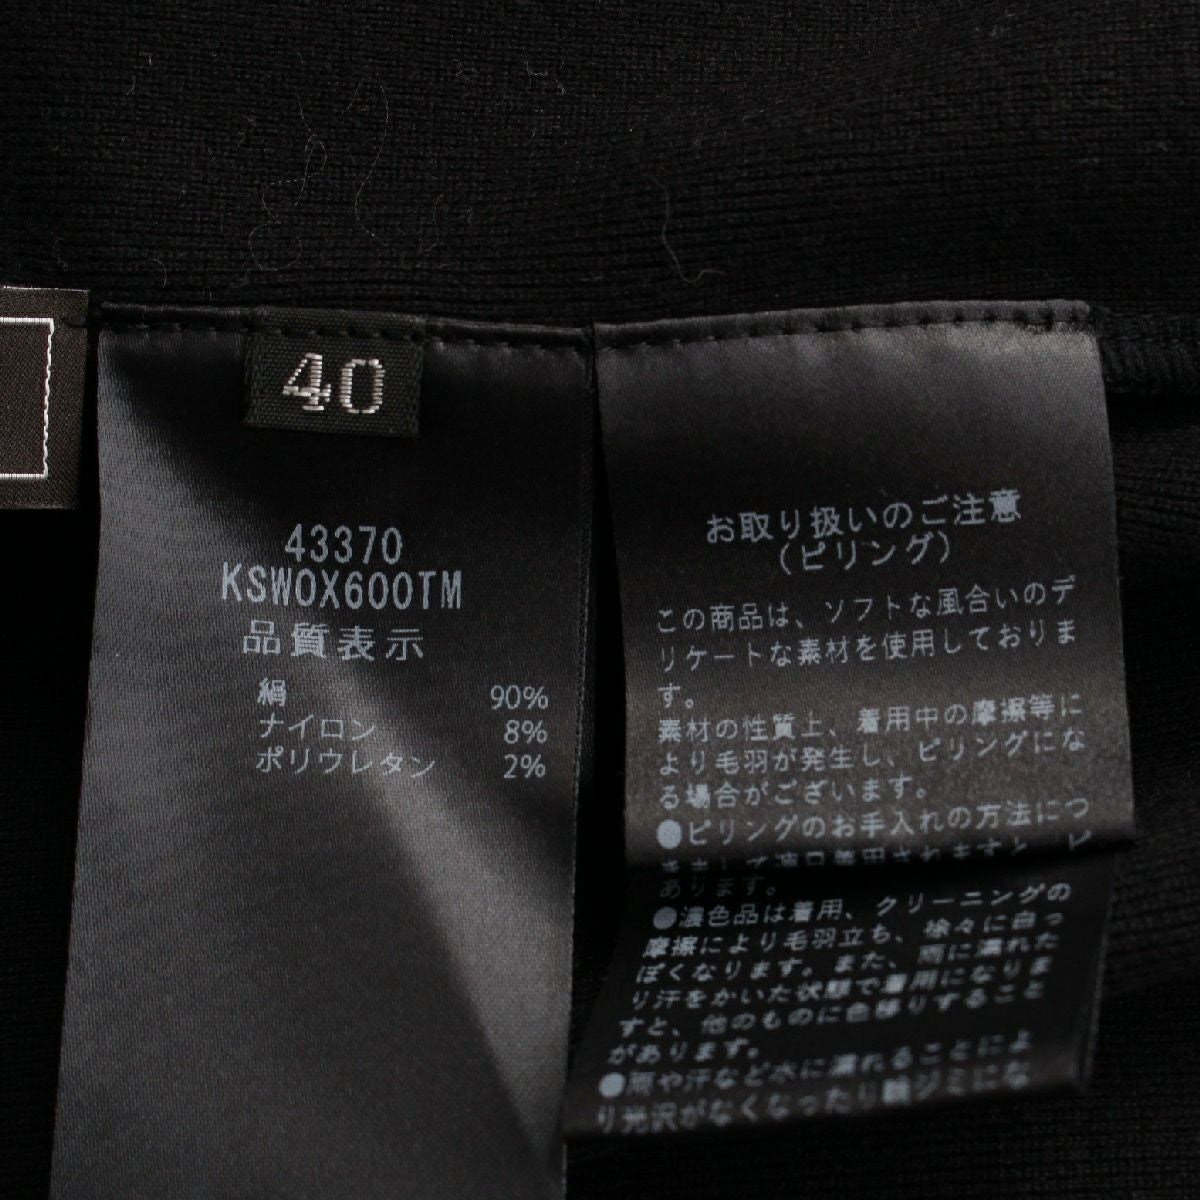 40
43370
KSWOX600TM
品質表示
絹 90%
ナイロン 8%
ポリウレタン 2%
お取り扱いのご注意
(ピリング)
この商品は、ソフトな風合いのデ
リケートな素材を使用しておりま
す。
素材の性質上、着用中の摩擦等に
より毛羽が発生し、ピリングにな
る場合がございます。
●ピリングのお手入れの方法につ
あります。
●濃色品は着用、クリーニングの
摩擦により毛羽立ち、徐々に白っ
ぽくなります。また、雨に濡れた
り汗をかいた状態で着用になりま
すと、他のものに色移りすること
があります。
●雨や汗など水に濡れることによ
り光沢がなくなったり輪ジミにな